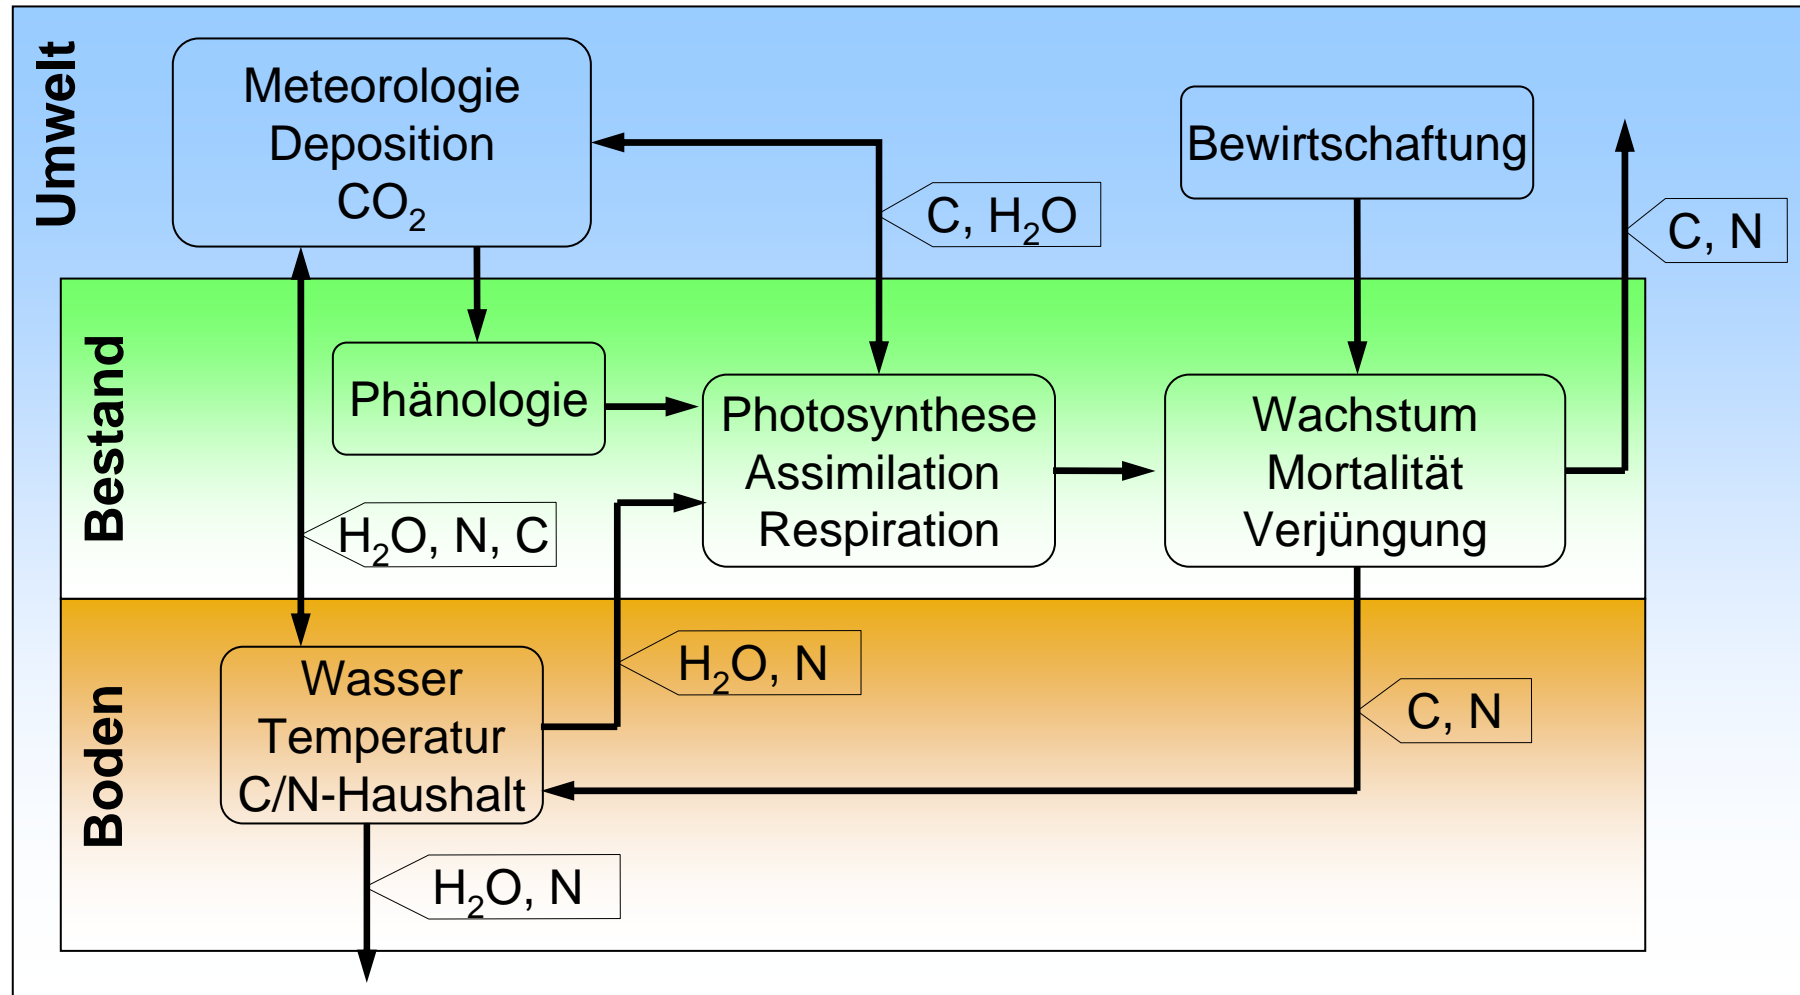 Umwelt
Meteorologie
Deposition
CO₂
Bewirtschaftung
C, H₂O
C, N
Bestand
Phänologie
Photosynthese
Assimilation
Respiration
Wachstum
Mortalität
Verjüngung
H₂O, N, C
Boden
Wasser
Temperatur
C/N-Haushalt
H₂O, N
C, N
H₂O, N